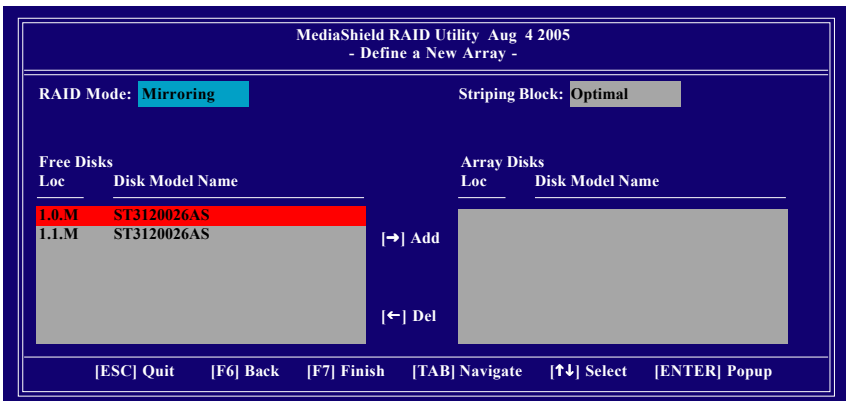 MediaShield RAID Utility Aug 4 2005
- Define a New Array -
RAID Mode: Mirroring Striping Block: Optimal
Free Disks Array Disks
Loc Disk Model Name Loc Disk Model Name
1.0.M ST3120026AS
1.1.M ST3120026AS
[→] Add
[←] Del
[ESC] Quit [F6] Back [F7] Finish [TAB] Navigate [↑↓] Select [ENTER] Popup